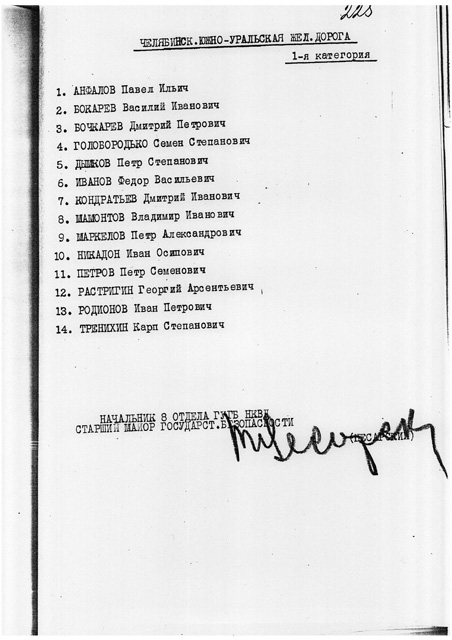 225
ЧЕЛЯБИНСК.ЮЖНО-УРАЛЬСКАЯ ЖЕЛ.ДОРОГА
1-я категория
1. АНФАЛОВ Павел Ильич
2. БОКАРЕВ Василий Иванович
3. БОЧКАРЕВ Дмитрий Петрович
4. ГОЛОБОРОДЬКО Семен Степанович
5. ДЫМКОВ Петр Степанович
6. ИВАНОВ Федор Васильевич
7. КОНДРАТЬЕВ Дмитрий Иванович
8. МАМОНТОВ Владимир Иванович
9. МАРКЕЛОВ Петр Александрович
10. НИКАДОН Иван Осипович
11. ПЕТРОВ Петр Семенович
12. РАСТРИГИН Георгий Арсентьевич
13. РОДИОНОВ Иван Петрович
14. ТРЕНИХИН Карп Степанович
НАЧАЛЬНИК 8 ОТДЕЛА ГУГБ НКВД
СТАРШИЙ МАЙОР ГОСУДАРСТ.БЕЗОПАСНОСТИ
(ЦЕСАРСКИЙ)